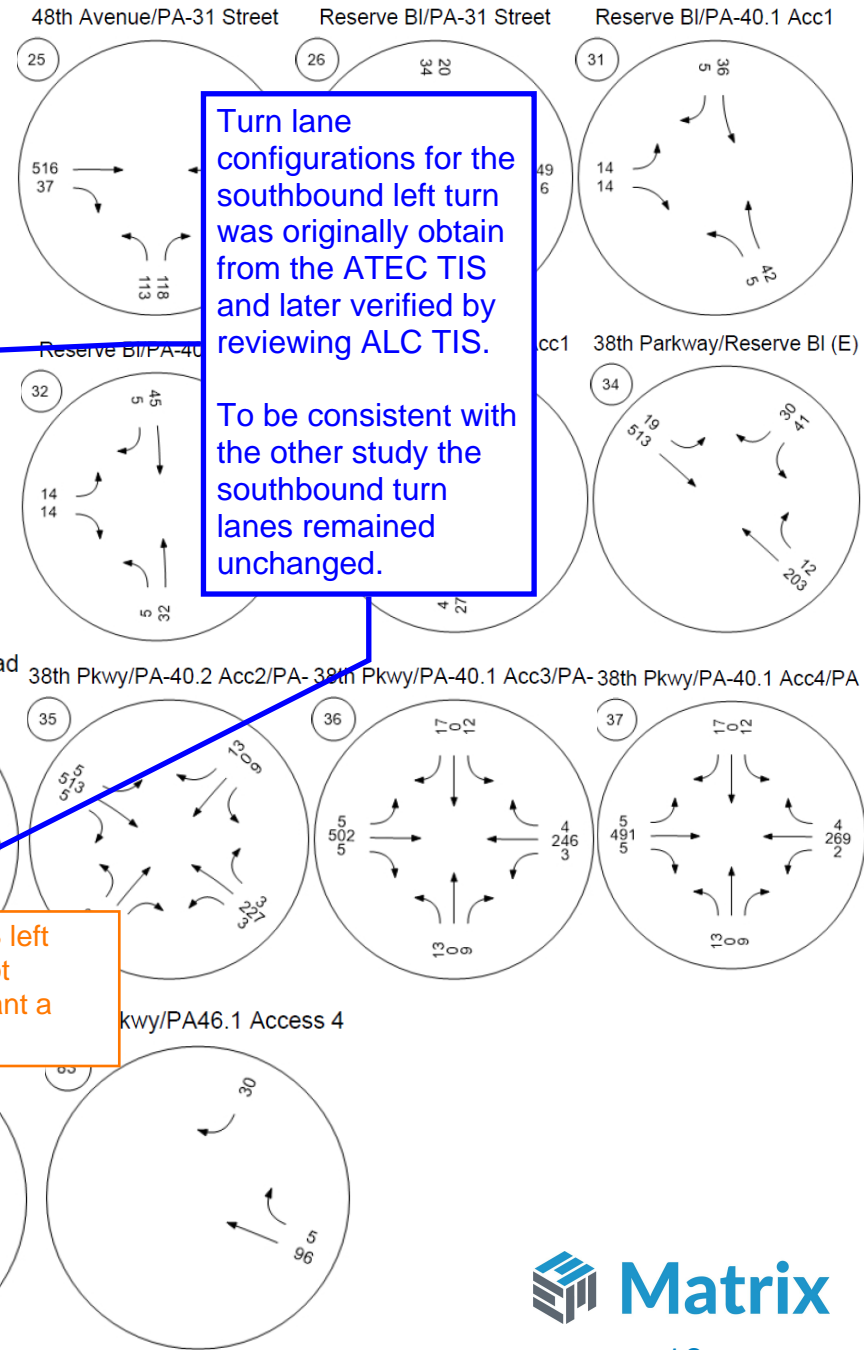 48th Avenue/PA-31 Street
Reserve Bl/PA-31 Street
Reserve Bl/PA-40.1 Acc1
25
516
37
113
118
26
34
20
49
6
31
5
36
14
14
5
42
Turn lane
configurations for the
southbound left turn
was originally obtain
from the ATEC TIS
and later verified by
reviewing ALC TIS.
To be consistent with
the other study the
southbound turn
lanes remained
unchanged.
Reserve Bl/PA-40
cc1
38th Parkway/Reserve Bl (E)
32
5
45
14
14
5
32
4
27
34
19
513
30
41
12
203
ad
38th Pkwy/PA-40.2 Acc2/PA-
38th Pkwy/PA-40.1 Acc3/PA-
38th Pkwy/PA-40.1 Acc4/PA
35
5
513
5
13
0
9
3
227
3
36
17
0
12
5
502
5
4
246
3
13
0
9
37
17
0
12
5
491
5
4
269
2
13
0
9
left
ant a
kwy/PA46.1 Access 4
30
5
96
Matrix